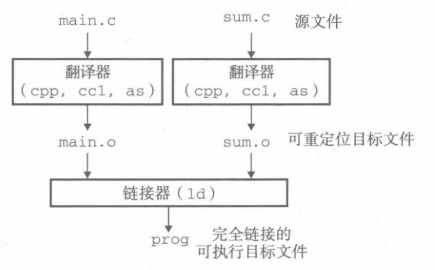 main.c sum.c 源文件
翻译器 翻译器
(cpp, cc1, as) (cpp, cc1, as)
main.o sum.o 可重定位目标文件
链接器(ld)
prog 完全链接的
可执行目标文件